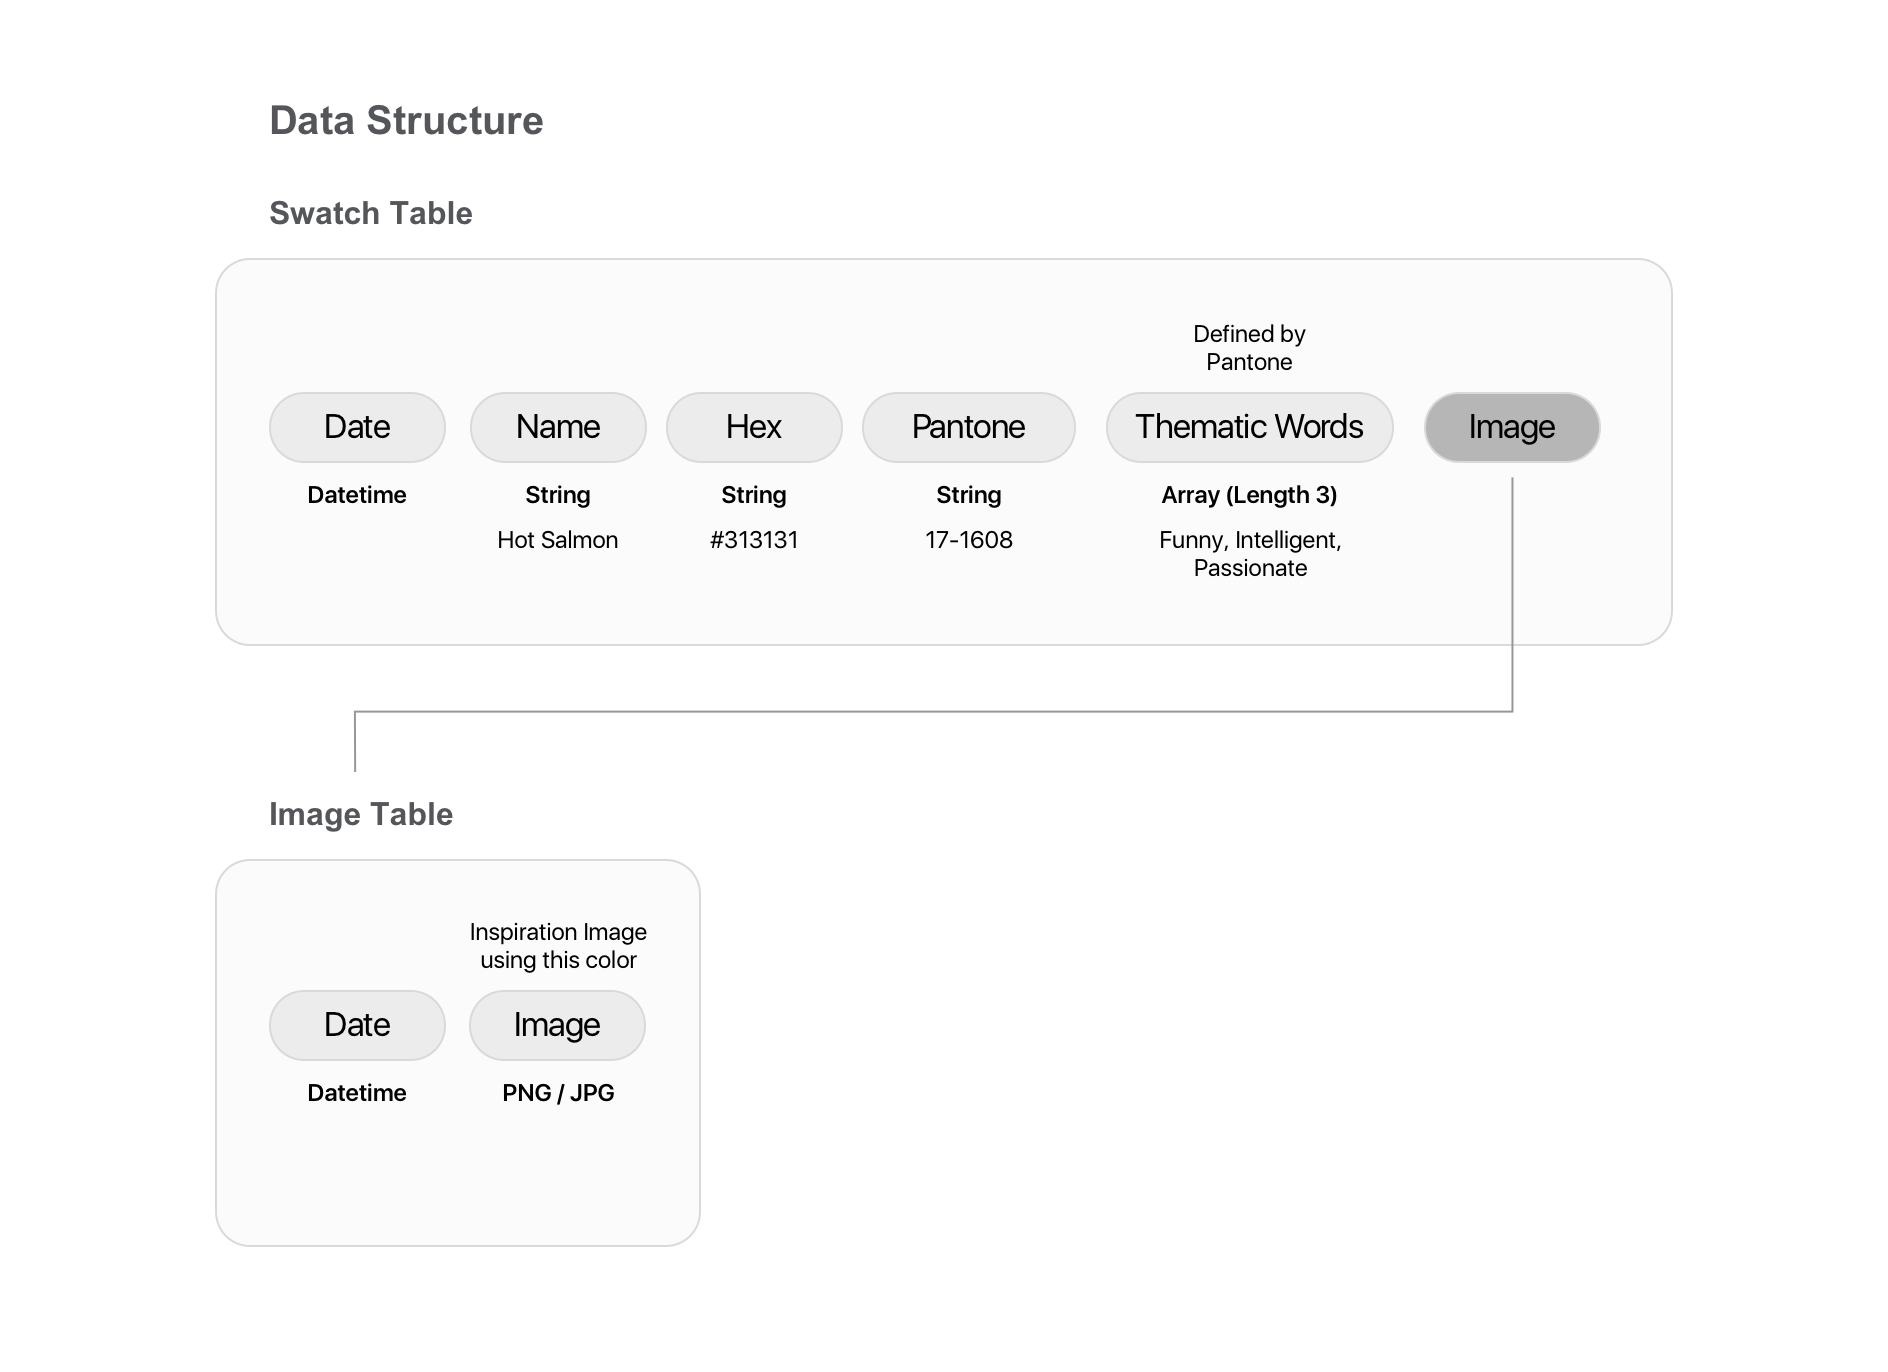 Data Structure
Swatch Table
Defined by
Pantone
Date
Name
Hex
Pantone
Thematic Words
Image
Datetime
String
String
String
Array (Length 3)
Hot Salmon
#313131
17-1608
Funny, Intelligent,
Passionate
Image Table
Inspiration Image
using this color
Date
Image
Datetime
PNG / JPG